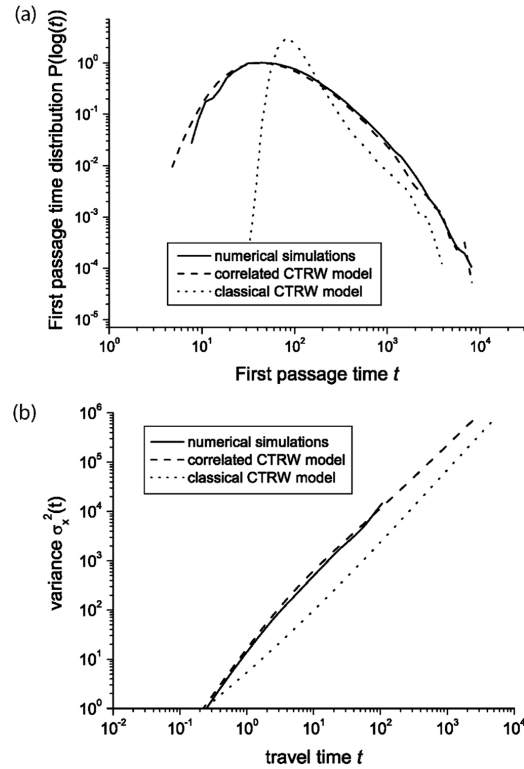 (a)
First passage time distribution P(log(t))
10^0
10^-1
10^-2
10^-3
10^-4
10^-5
numerical simulations
correlated CTRW model
classical CTRW model
10^0 10^1 10^2 10^3 10^4
First passage time t
(b)
variance σ_x^2(t)
10^6
10^5
10^4
10^3
10^2
10^1
10^0
numerical simulations
correlated CTRW model
classical CTRW model
10^-2 10^-1 10^0 10^1 10^2 10^3 10^4
travel time t